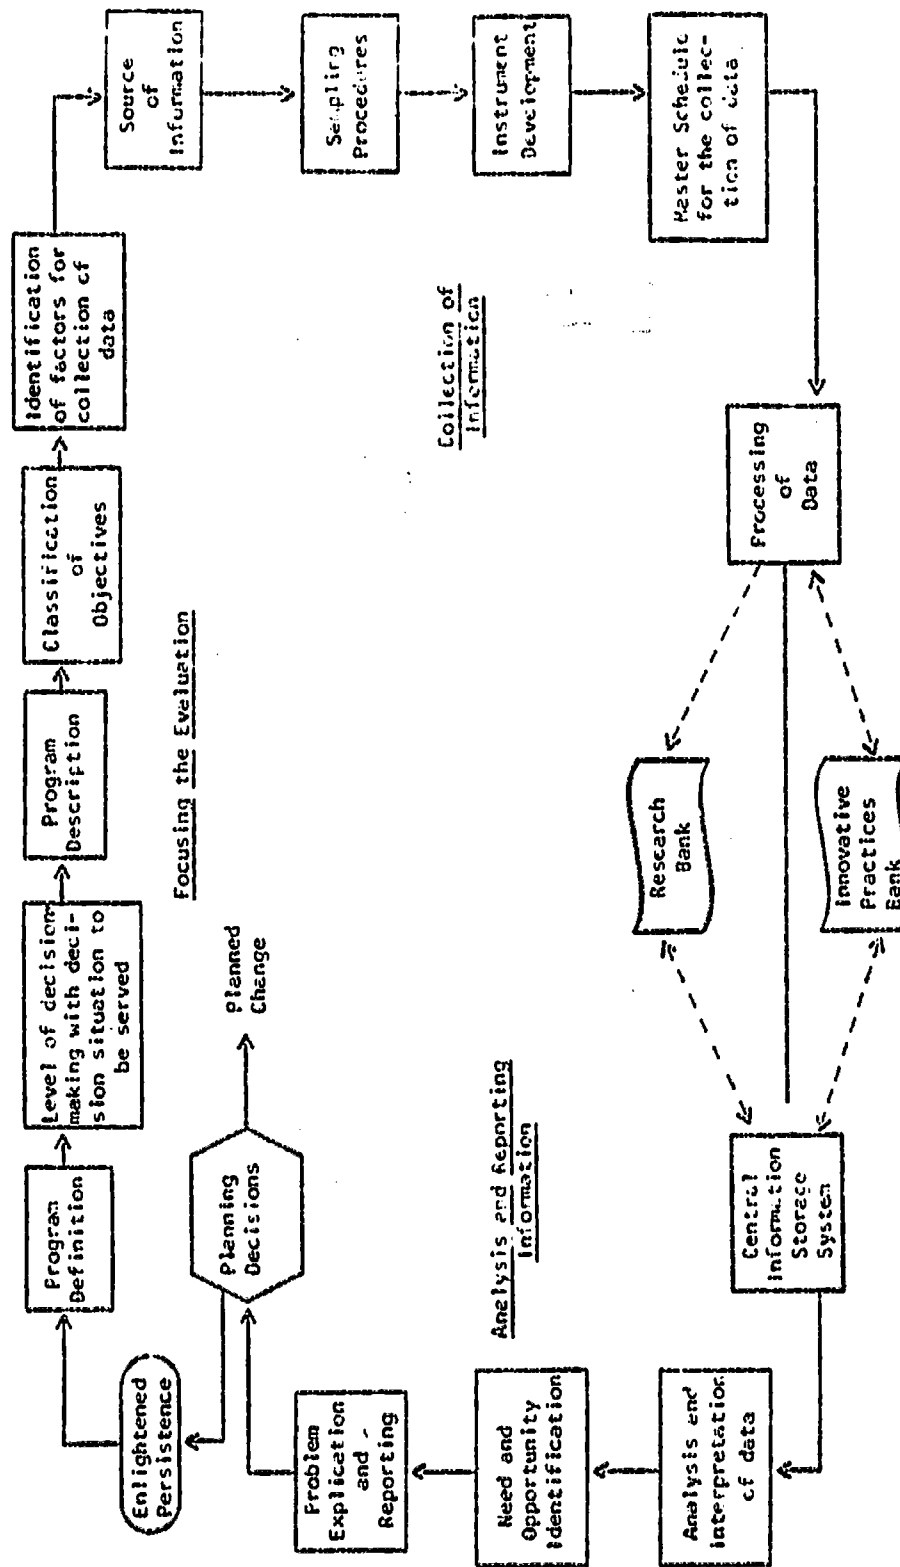 Enlightened
Persistence
Program
Definition
Level of decision-
making with deci-
sion situation to
be served
Program
Description
Classification
of
Objectives
Identification
of factors for
collection of
data
Source
of
Information
Sampling
Procedures
Instrument
Development
Master Schedule
for the collec-
tion of data
Focusing the Evaluation
Collection of
Information
Processing
of
Data
Research
Bank
Innovative
Practices
Bank
Central
Information
Storage
System
Analysis and
interpretation
of data
Need and
Opportunity
Identification
Problem
Explication
and -
Reporting
Analysis and Reporting
Information
Planning
Decisions
Planned
Change